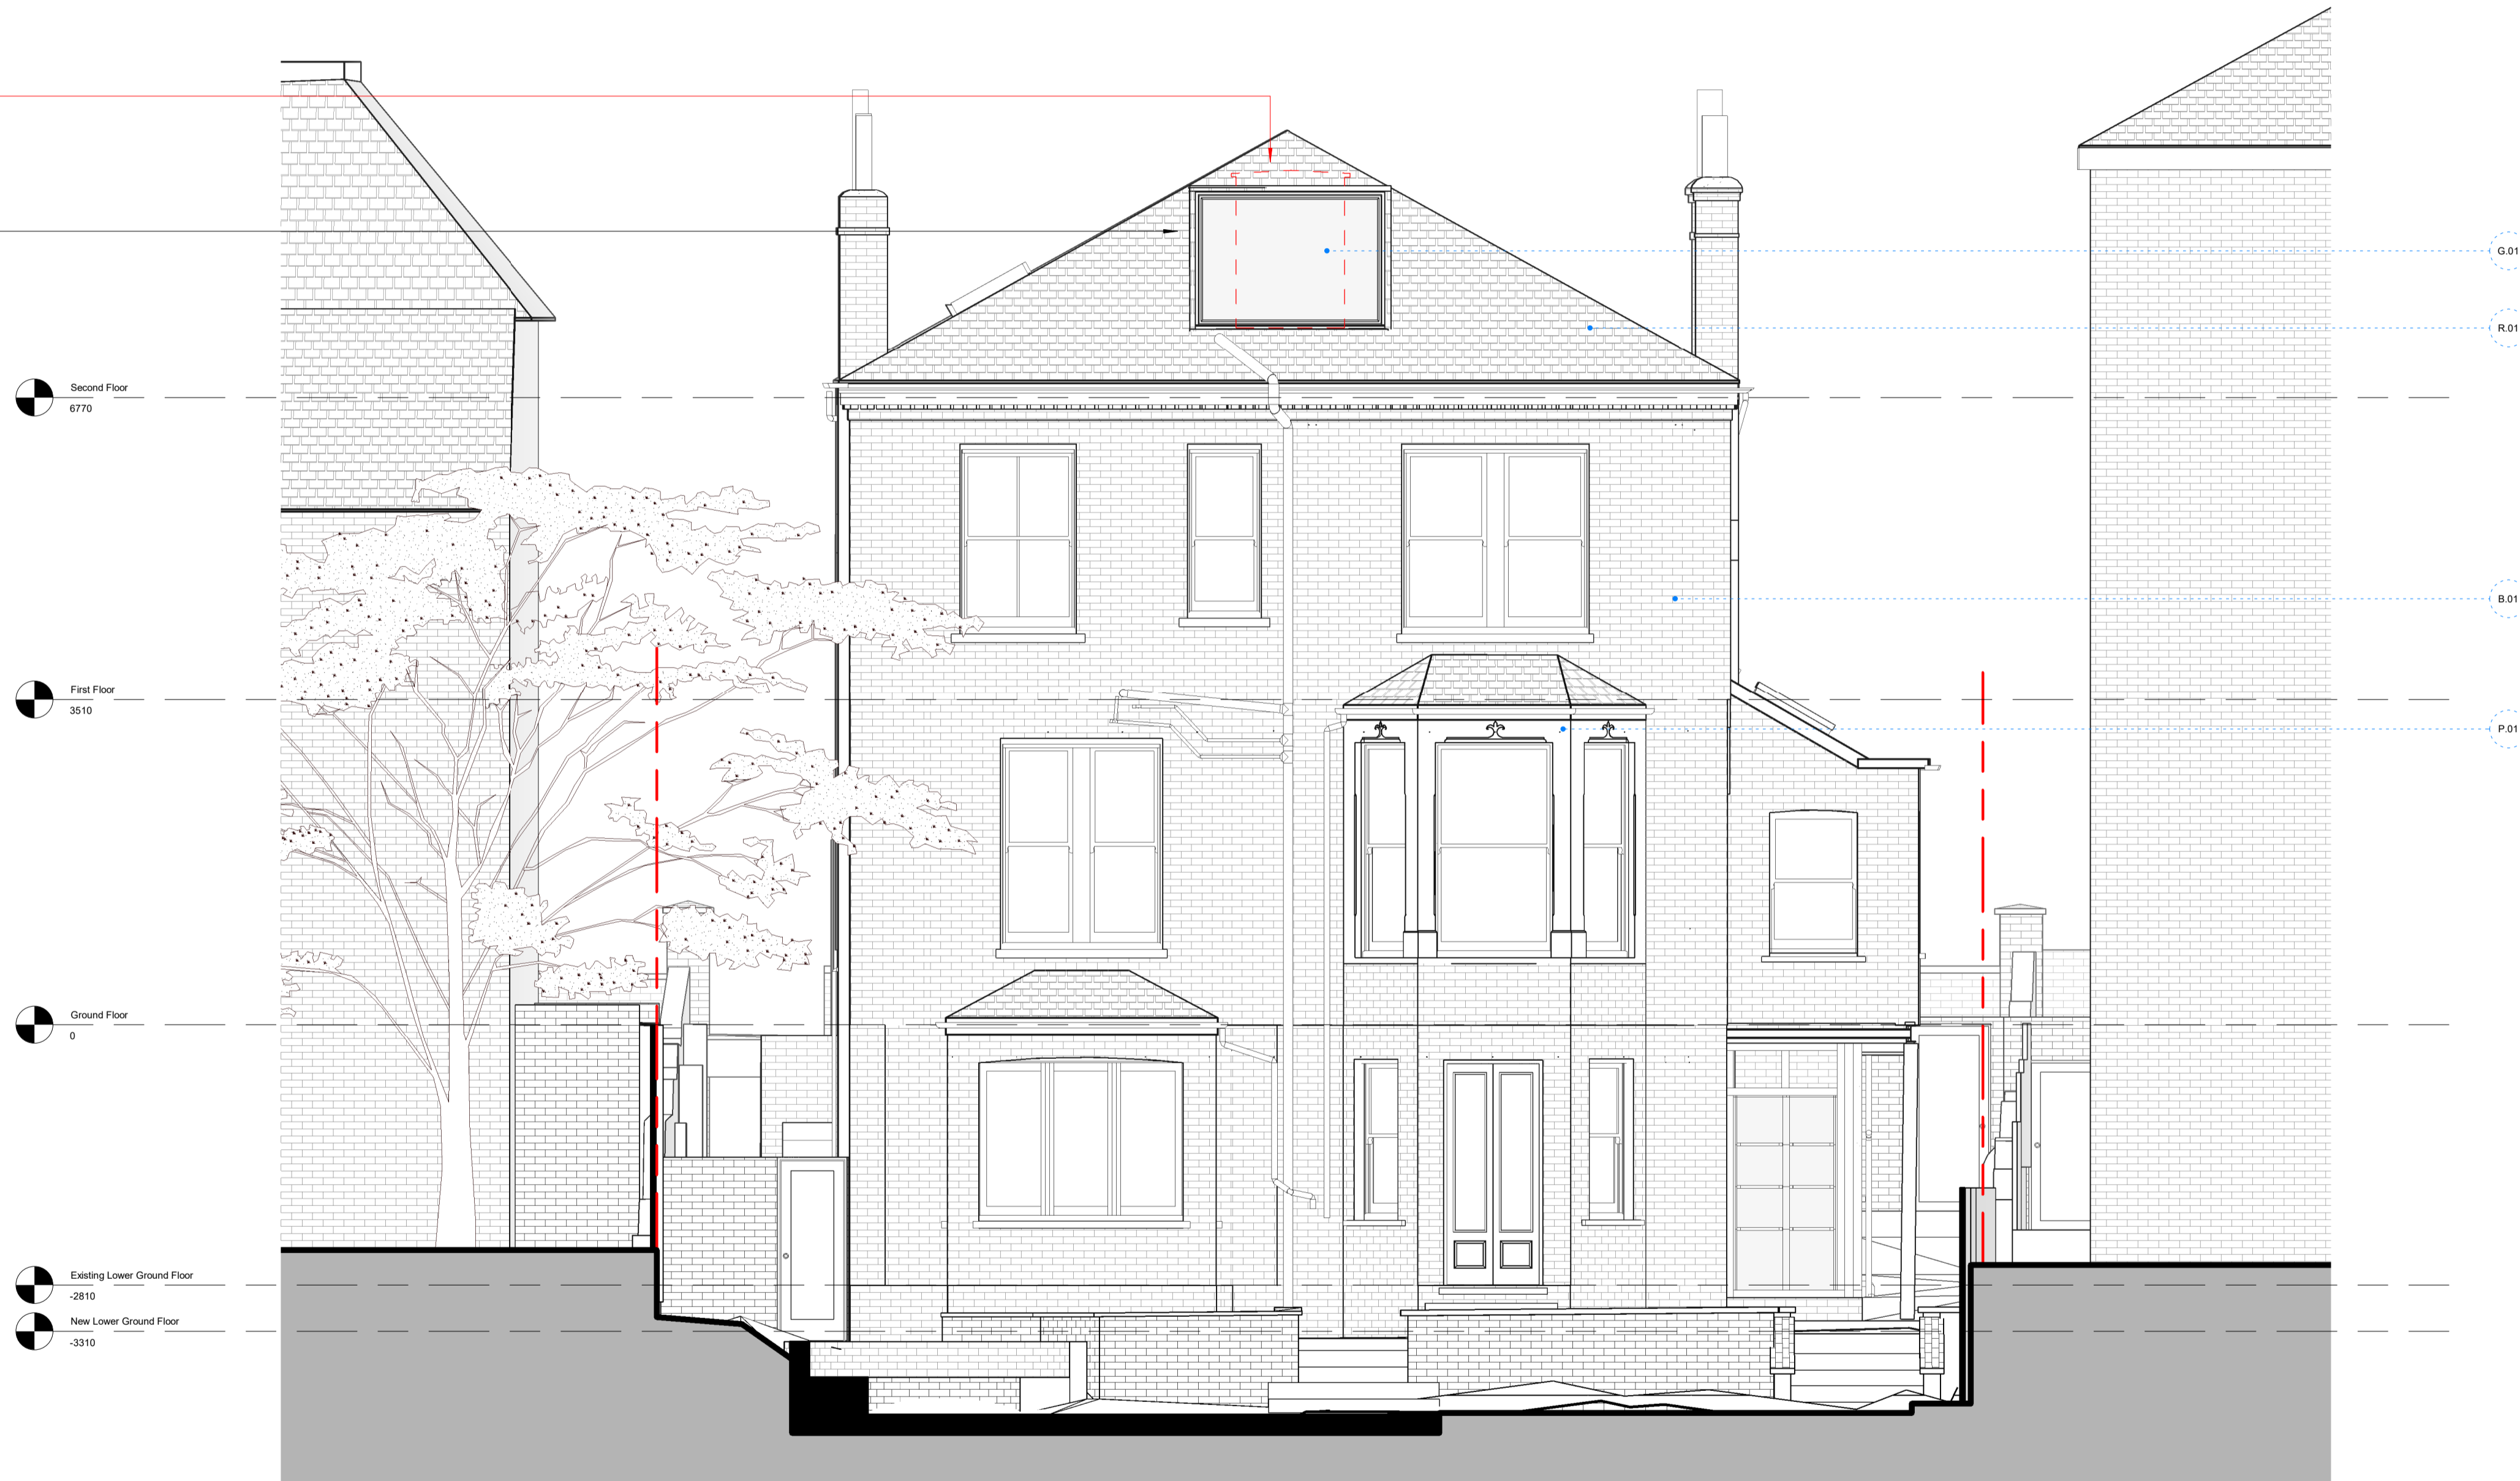 G.01
R.01
Second Floor
6770
B.01
First Floor
3510
P.01
Ground Floor
0
Existing Lower Ground Floor
-2810
New Lower Ground Floor
-3310